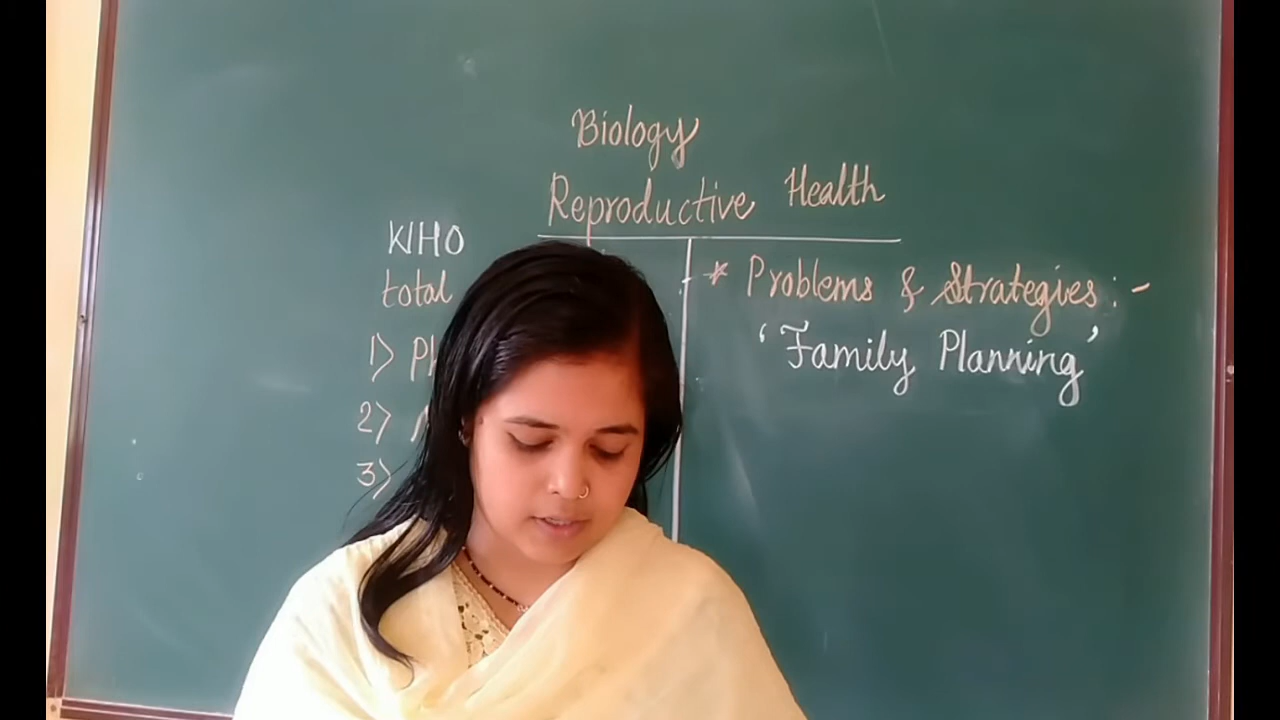 Biology
Reproductive Health
WHO
total
1)
2)
3)
* Problems & Strategies :-
'Family Planning'